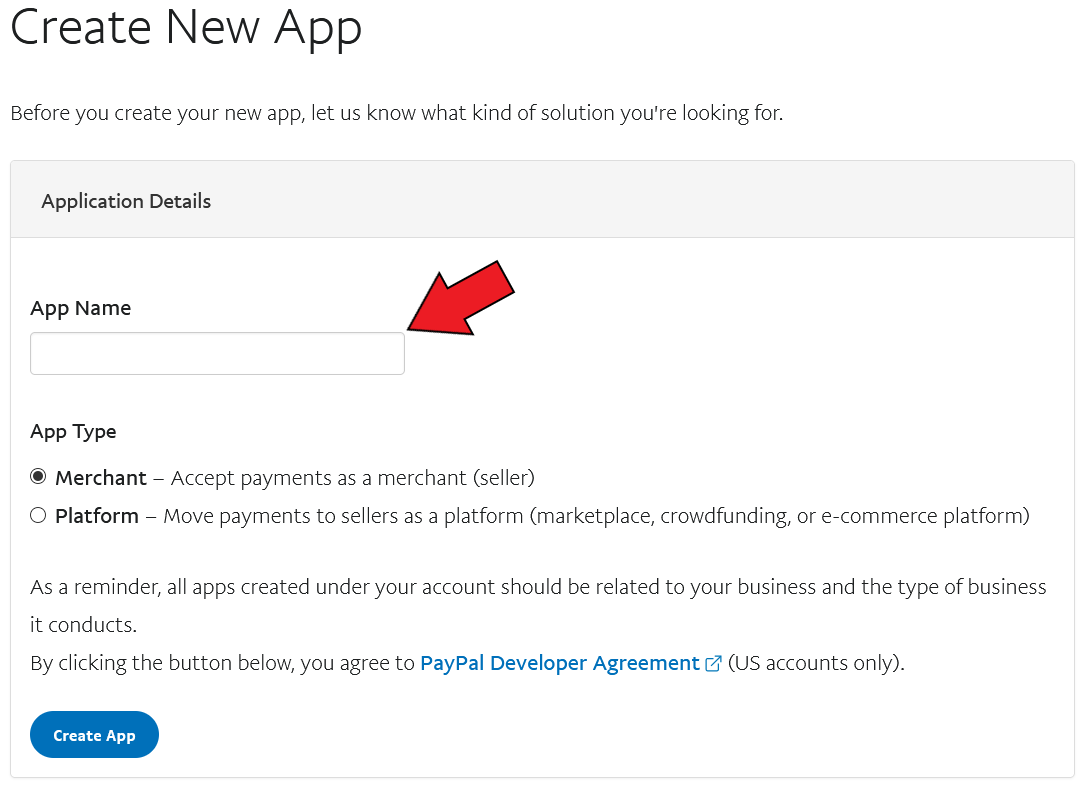 Create New App
Before you create your new app, let us know what kind of solution you're looking for.
Application Details
App Name
App Type
Merchant – Accept payments as a merchant (seller)
Platform – Move payments to sellers as a platform (marketplace, crowdfunding, or e-commerce platform)
As a reminder, all apps created under your account should be related to your business and the type of business
it conducts.
By clicking the button below, you agree to PayPal Developer Agreement (US accounts only).
Create App